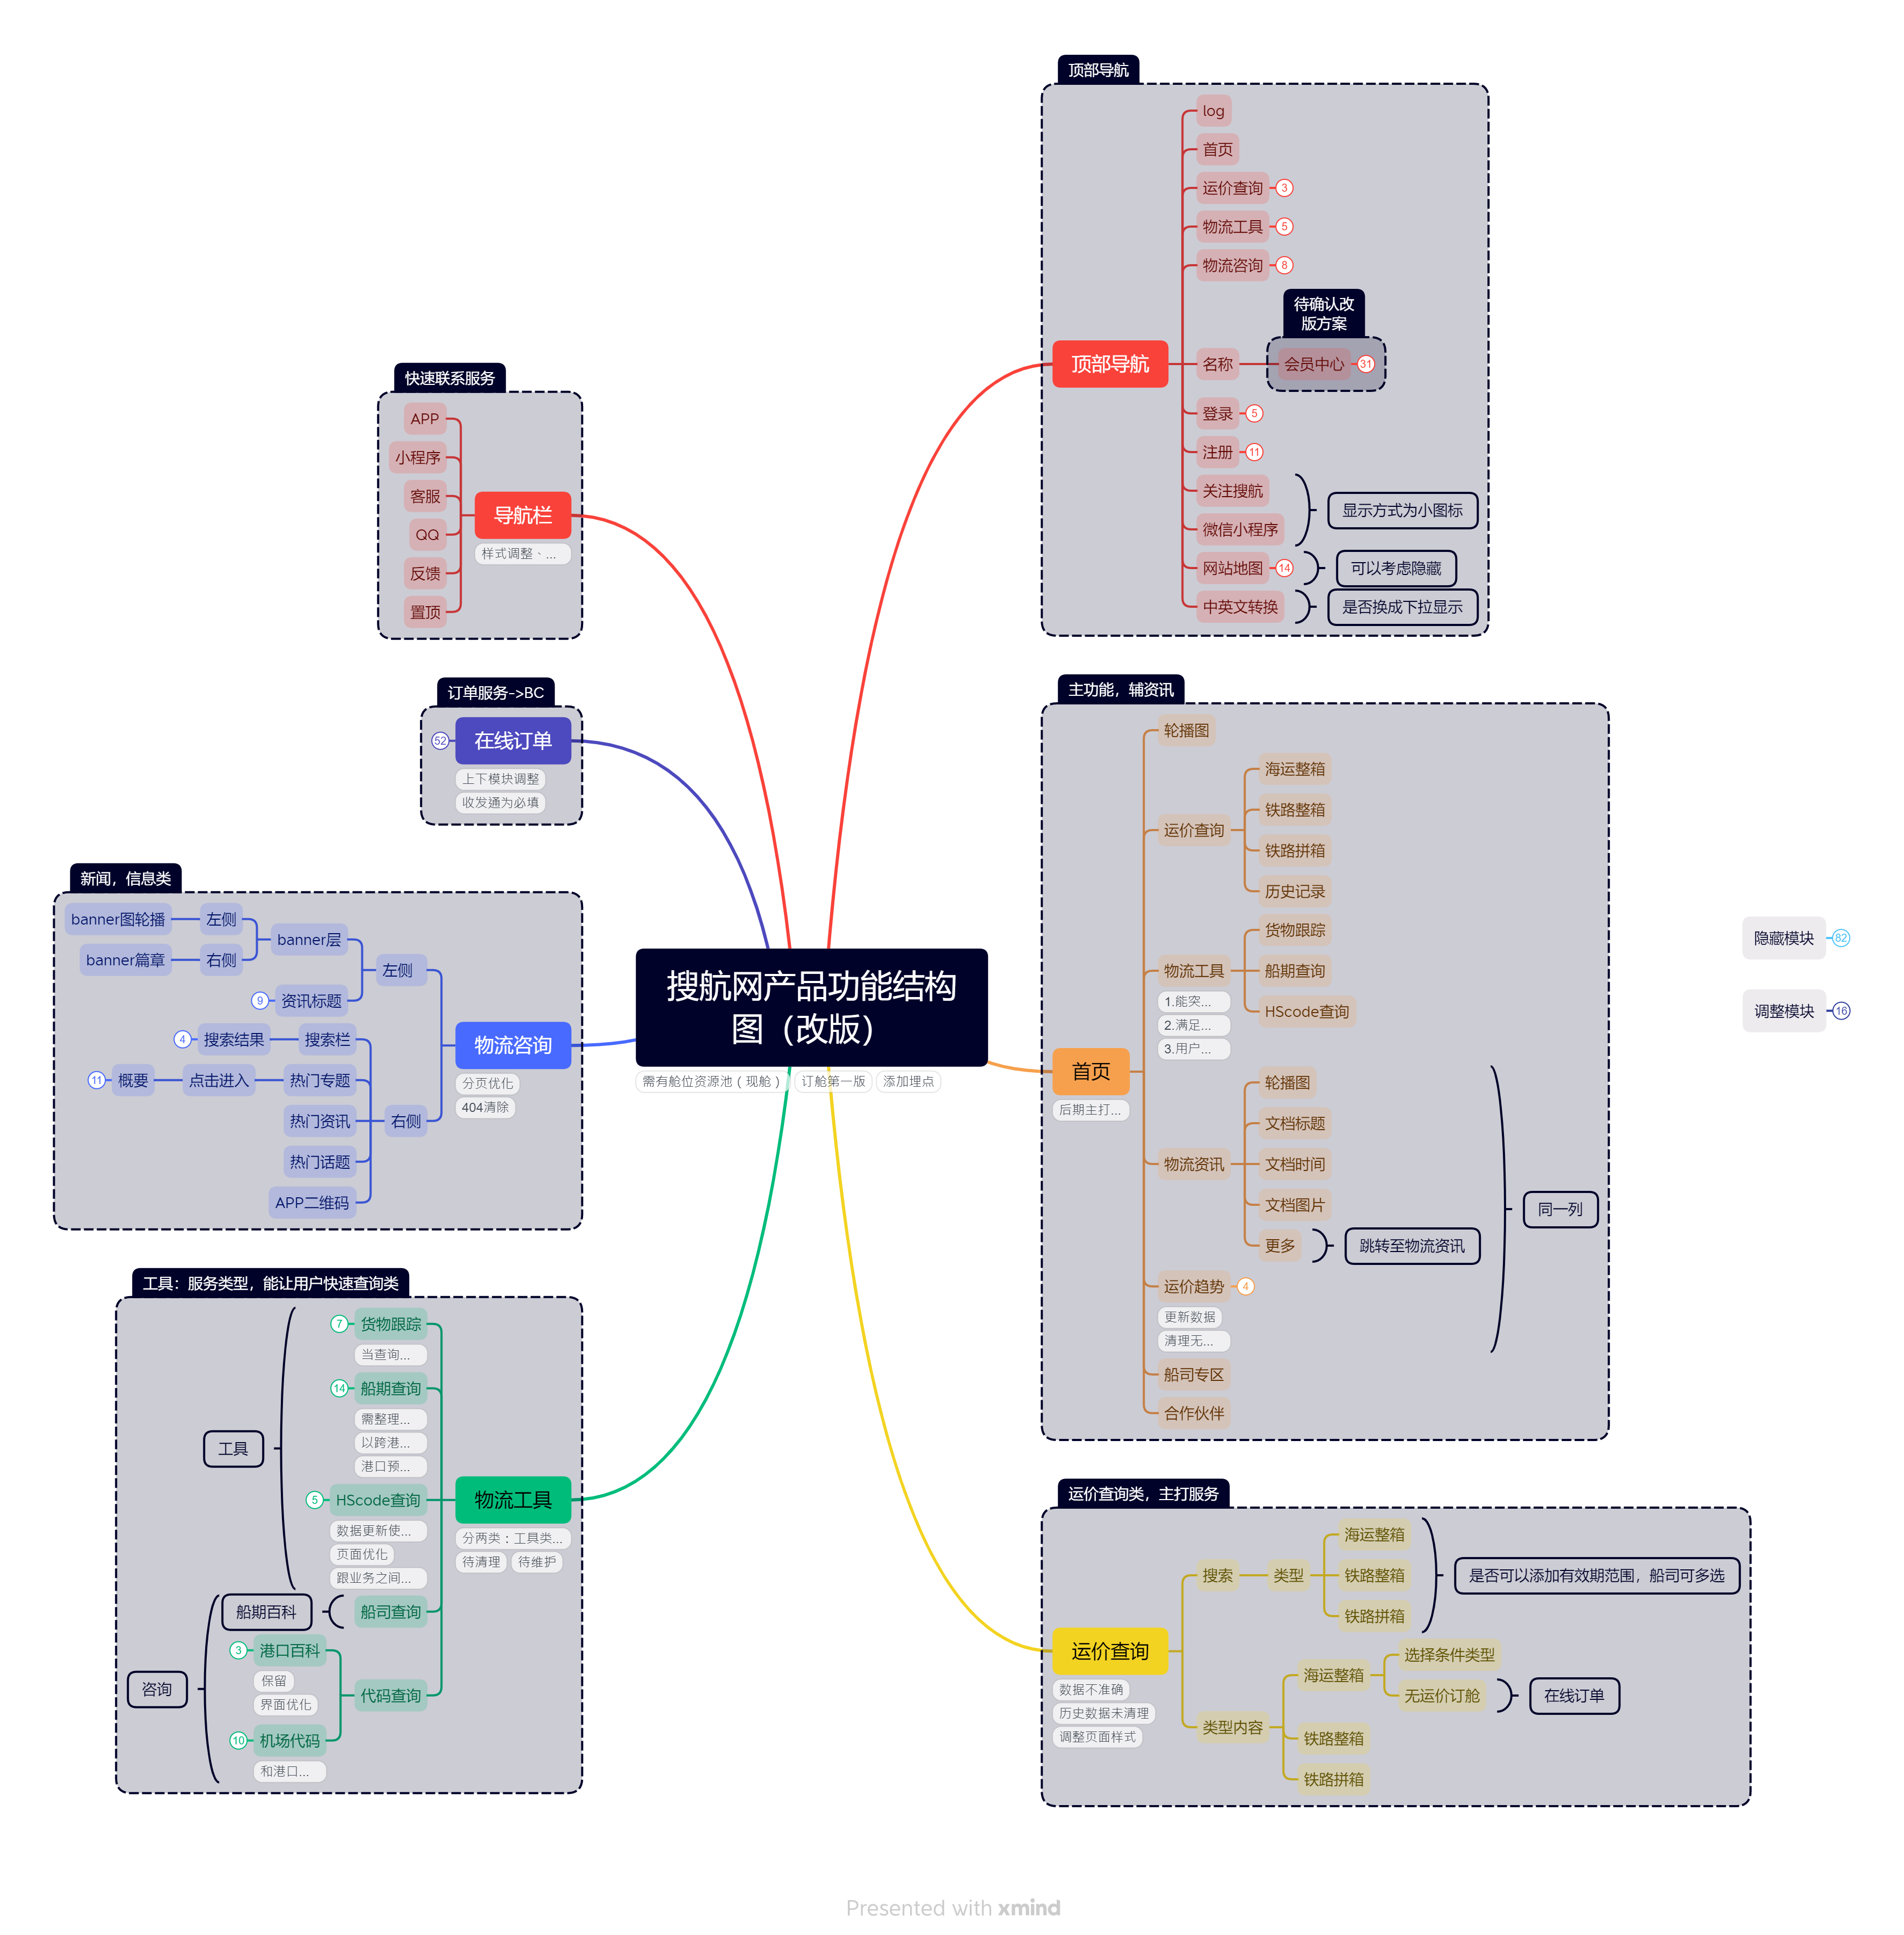 搜航网产品功能结构
图（改版）
需有舱位资源池（现舱）
订舱第一版
添加埋点
顶部导航
顶部导航
log
首页
运价查询
3
物流工具
5
物流咨询
8
名称
待确认改
版方案
会员中心
31
登录
5
注册
11
关注搜航
微信小程序
显示方式为小图标
网站地图
14
可以考虑隐藏
中英文转换
是否换成下拉显示
主功能，辅资讯
首页
后期主打...
轮播图
运价查询
海运整箱
铁路整箱
铁路拼箱
历史记录
物流工具
1.能突...
2.满足...
3.用户...
货物跟踪
船期查询
HScode查询
物流资讯
轮播图
文档标题
文档时间
文档图片
更多
跳转至物流资讯
运价趋势
4
更新数据
清理无...
同一列
船司专区
合作伙伴
运价查询类，主打服务
运价查询
数据不准确
历史数据未清理
调整页面样式
搜索
类型
海运整箱
铁路整箱
铁路拼箱
是否可以添加有效期范围，船司可多选
类型内容
海运整箱
选择条件类型
无运价订舱
在线订单
铁路整箱
铁路拼箱
快速联系服务
导航栏
样式调整、...
APP
小程序
客服
QQ
反馈
置顶
订单服务->BC
在线订单
52
上下模块调整
收发通为必填
新闻，信息类
物流咨询
分页优化
404清除
左侧
banner层
左侧
banner图轮播
右侧
banner篇章
资讯标题
9
右侧
搜索栏
搜索结果
4
热门专题
点击进入
概要
11
热门资讯
热门话题
APP二维码
工具：服务类型，能让用户快速查询类
物流工具
分两类：工具类...
待清理
待维护
货物跟踪
7
当查询...
船期查询
14
需整理...
以跨港...
港口预...
HScode查询
5
数据更新使...
页面优化
跟业务之间...
工具
船司查询
船期百科
代码查询
港口百科
3
保留
界面优化
机场代码
10
和港口...
咨询
隐藏模块
82
调整模块
16
Presented with xmind